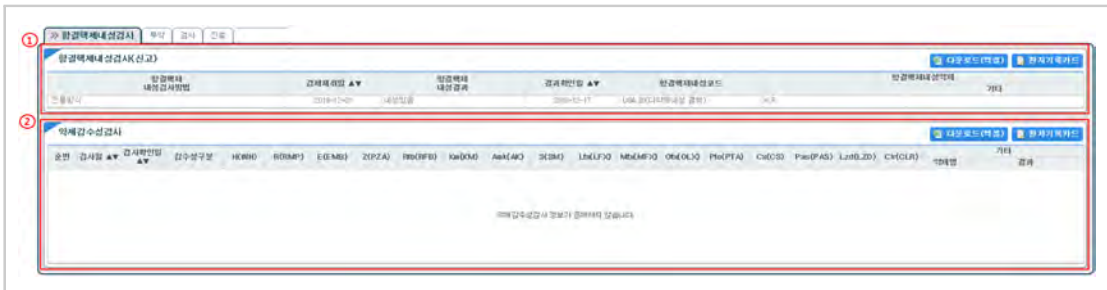 ①
» 항결핵제내성검사 투약 검사 진료
항결핵제내성검사(신고) 다운로드(엑셀) 환자기록카드
항결핵제 내성검사방법 검체채취일 ▲▼ 항결핵제 내성결과 결과확인일 ▲▼ 항결핵제내성코드 항결핵제내성약제
기타
②
약제감수성검사 다운로드(엑셀) 환자기록카드
순번 검사일 ▲▼ 검사확인일 ▲▼ 감수성구분 H(INH) R(RMP) E(EMB) Z(PZA) Rfb(RFB) Km(KM) Amk(AK) S(SM) Lfx(LFX) Mfx(MFX) Ofx(OLX) Pto(PTA) Cs(CS) Pas(PAS) Lzd(LZD) Clr(CLR) 기타
약제명 결과
약제감수성검사 정보가 존재하지 않습니다.